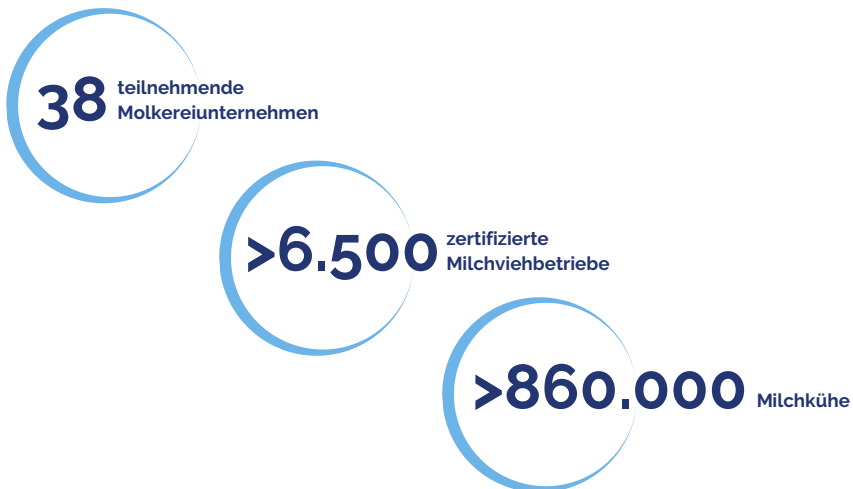 38 teilnehmende
Molkereiunternehmen
>6.500 zertifizierte
Milchviehbetriebe
>860.000 Milchkühe